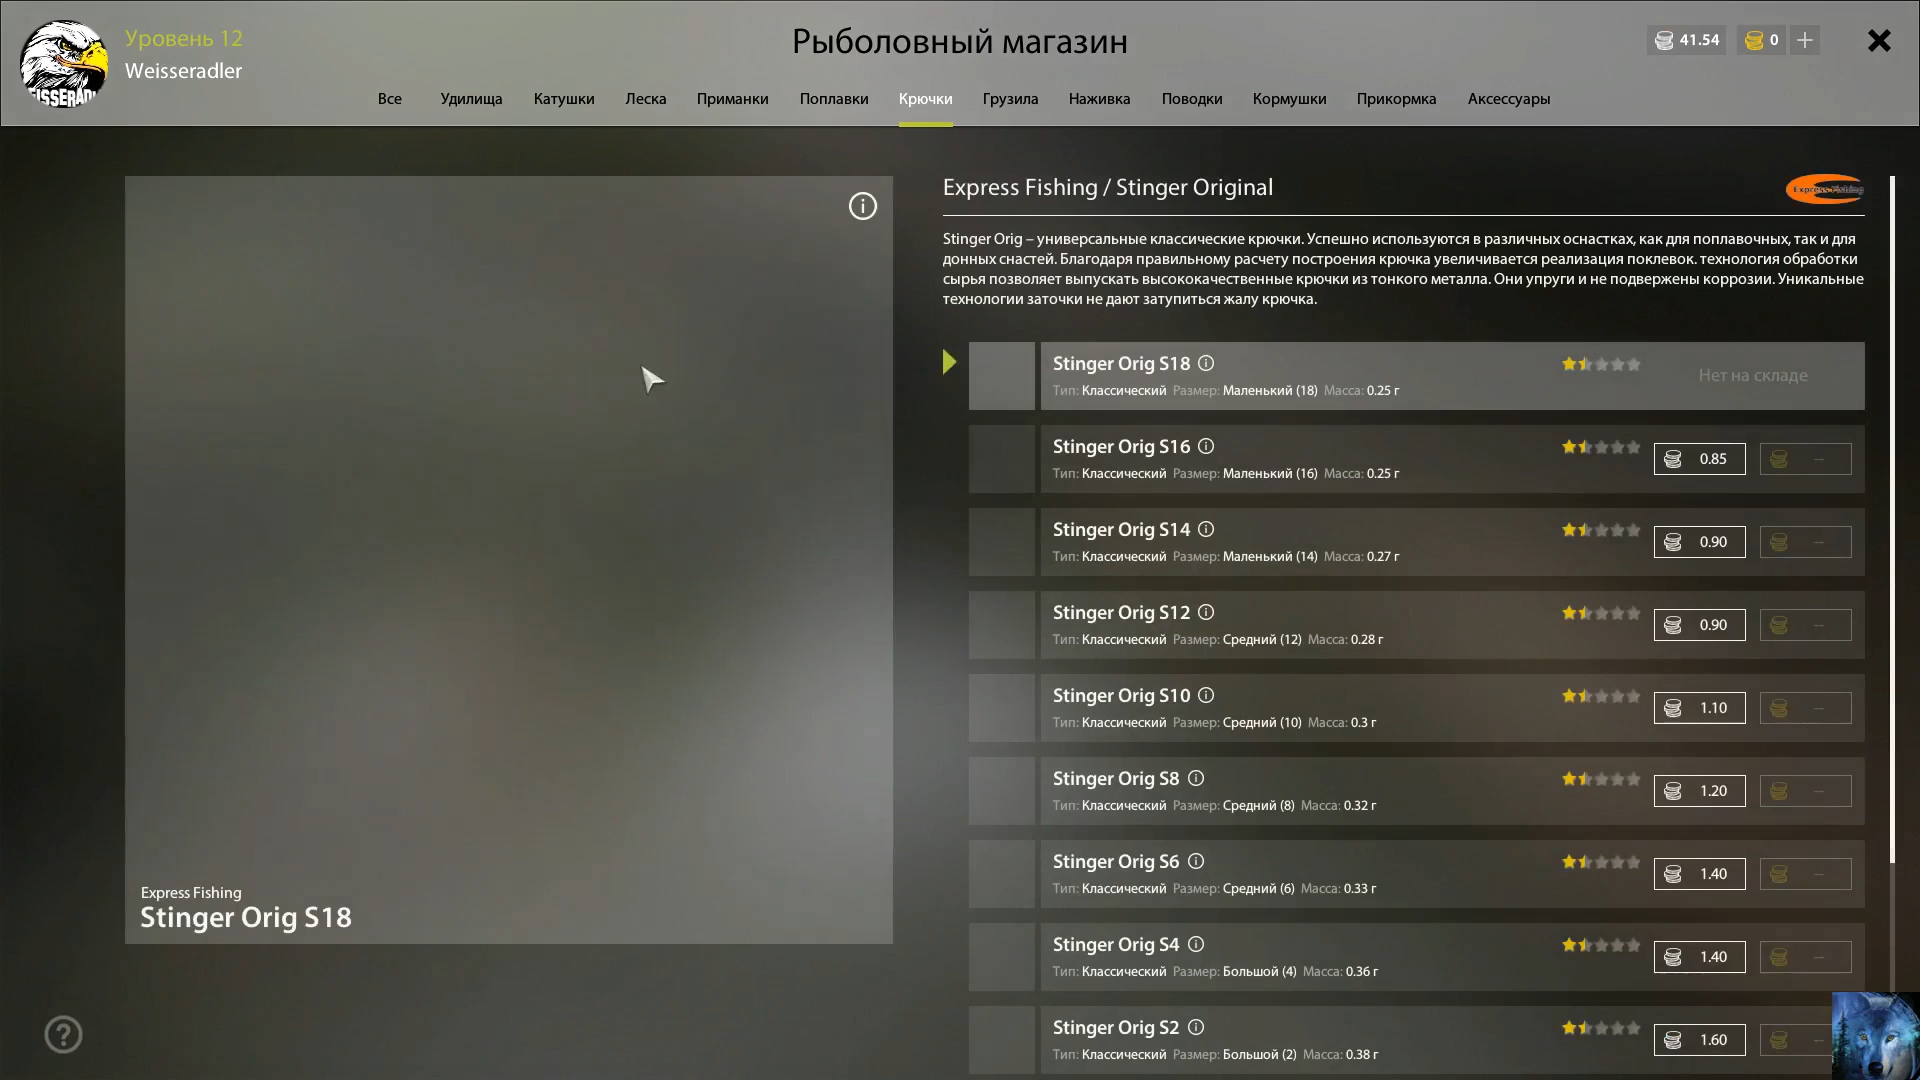 Уровень 12
Weisseradler
Рыболовный магазин
41.54
0
Все Удилища Катушки Леска Приманки Поплавки Крючки Грузила Наживка Поводки Кормушки Прикормка Аксессуары
Express Fishing / Stinger Original
Express Fishing
Stinger Orig – универсальные классические крючки. Успешно используются в различных оснастках, как для поплавочных, так и для
донных снастей. Благодаря правильному расчету построения крючка увеличивается реализация поклевок. технология обработки
сырья позволяет выпускать высококачественные крючки из тонкого металла. Они упруги и не подвержены коррозии. Уникальные
технологии заточки не дают затупиться жалу крючка.
Stinger Orig S18
Тип: Классический Размер: Маленький (18) Масса: 0.25 г
Нет на складе
Stinger Orig S16
Тип: Классический Размер: Маленький (16) Масса: 0.25 г
0.85 --
Stinger Orig S14
Тип: Классический Размер: Маленький (14) Масса: 0.27 г
0.90 --
Stinger Orig S12
Тип: Классический Размер: Средний (12) Масса: 0.28 г
0.90 --
Stinger Orig S10
Тип: Классический Размер: Средний (10) Масса: 0.3 г
1.10 --
Stinger Orig S8
Тип: Классический Размер: Средний (8) Масса: 0.32 г
1.20 --
Stinger Orig S6
Тип: Классический Размер: Средний (6) Масса: 0.33 г
1.40 --
Stinger Orig S4
Тип: Классический Размер: Большой (4) Масса: 0.36 г
1.40 --
Stinger Orig S2
Тип: Классический Размер: Большой (2) Масса: 0.38 г
1.60 --
Express Fishing
Stinger Orig S18